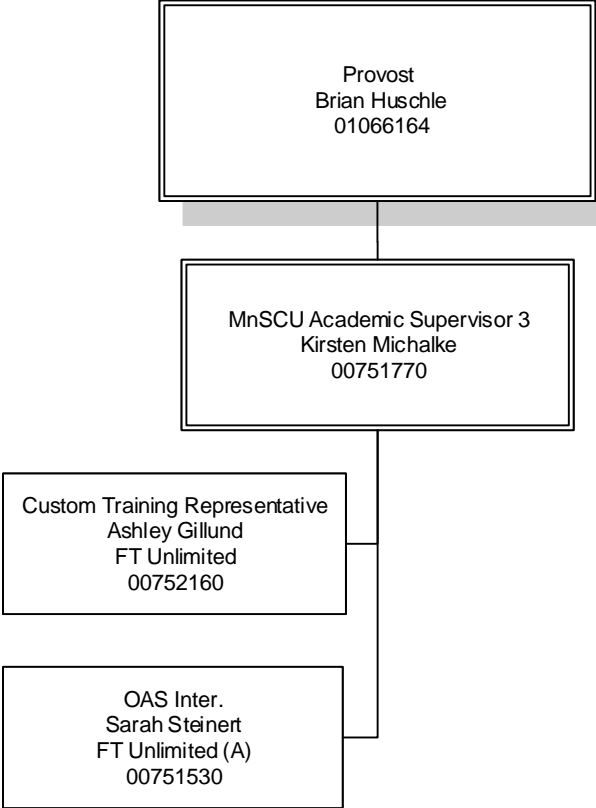 Provost
Brian Huschle
01066164
MnSCU Academic Supervisor 3
Kirsten Michalke
00751770
Custom Training Representative
Ashley Gillund
FT Unlimited
00752160
OAS Inter.
Sarah Steinert
FT Unlimited (A)
00751530